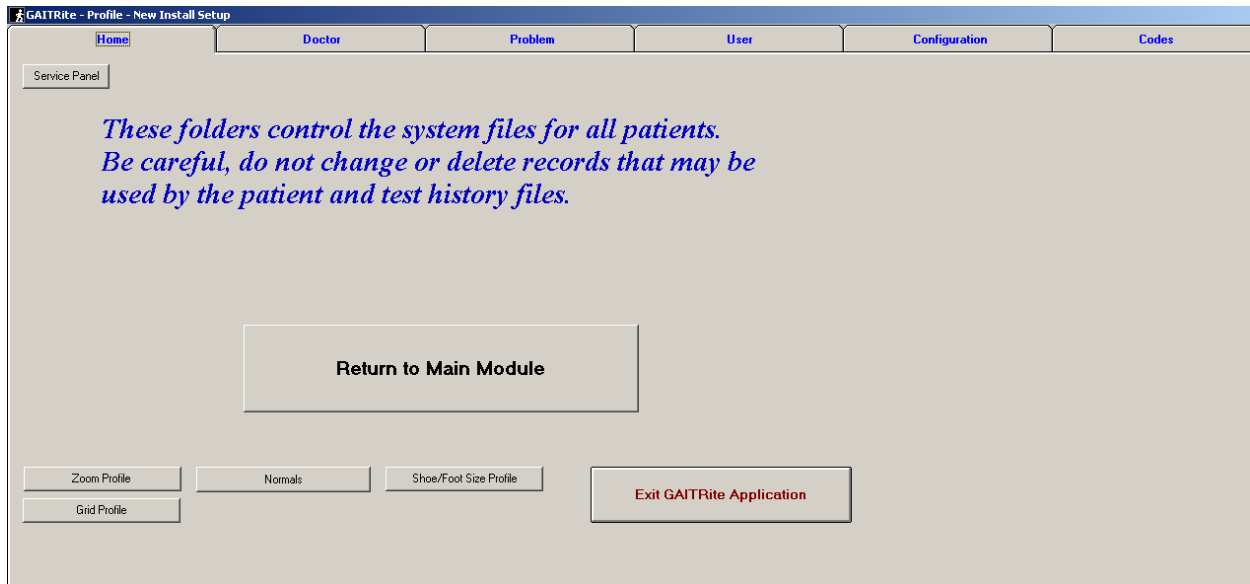 GAITRite - Profile - New Install Setup
Home Doctor Problem User Configuration Codes
Service Panel
These folders control the system files for all patients.
Be careful, do not change or delete records that may be
used by the patient and test history files.
Return to Main Module
Zoom Profile Normals Shoe/Foot Size Profile
Exit GAITRite Application
Grid Profile